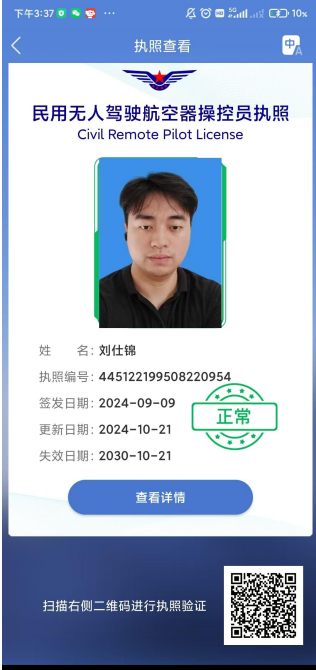 下午3:37 ··· 5G 10%
执照查看
中A
民用无人驾驶航空器操控员执照
Civil Remote Pilot License
姓 名: 刘仕锦
执照编号: 445122199508220954
签发日期: 2024-09-09
正常
更新日期: 2024-10-21
失效日期: 2030-10-21
查看详情
扫描右侧二维码进行执照验证